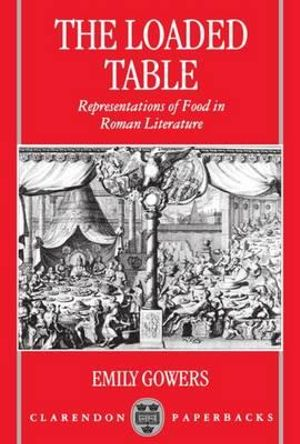 THE LOADED
TABLE
Representations of Food in
Roman Literature
EMILY GOWERS
CLARENDON PAPERBACKS